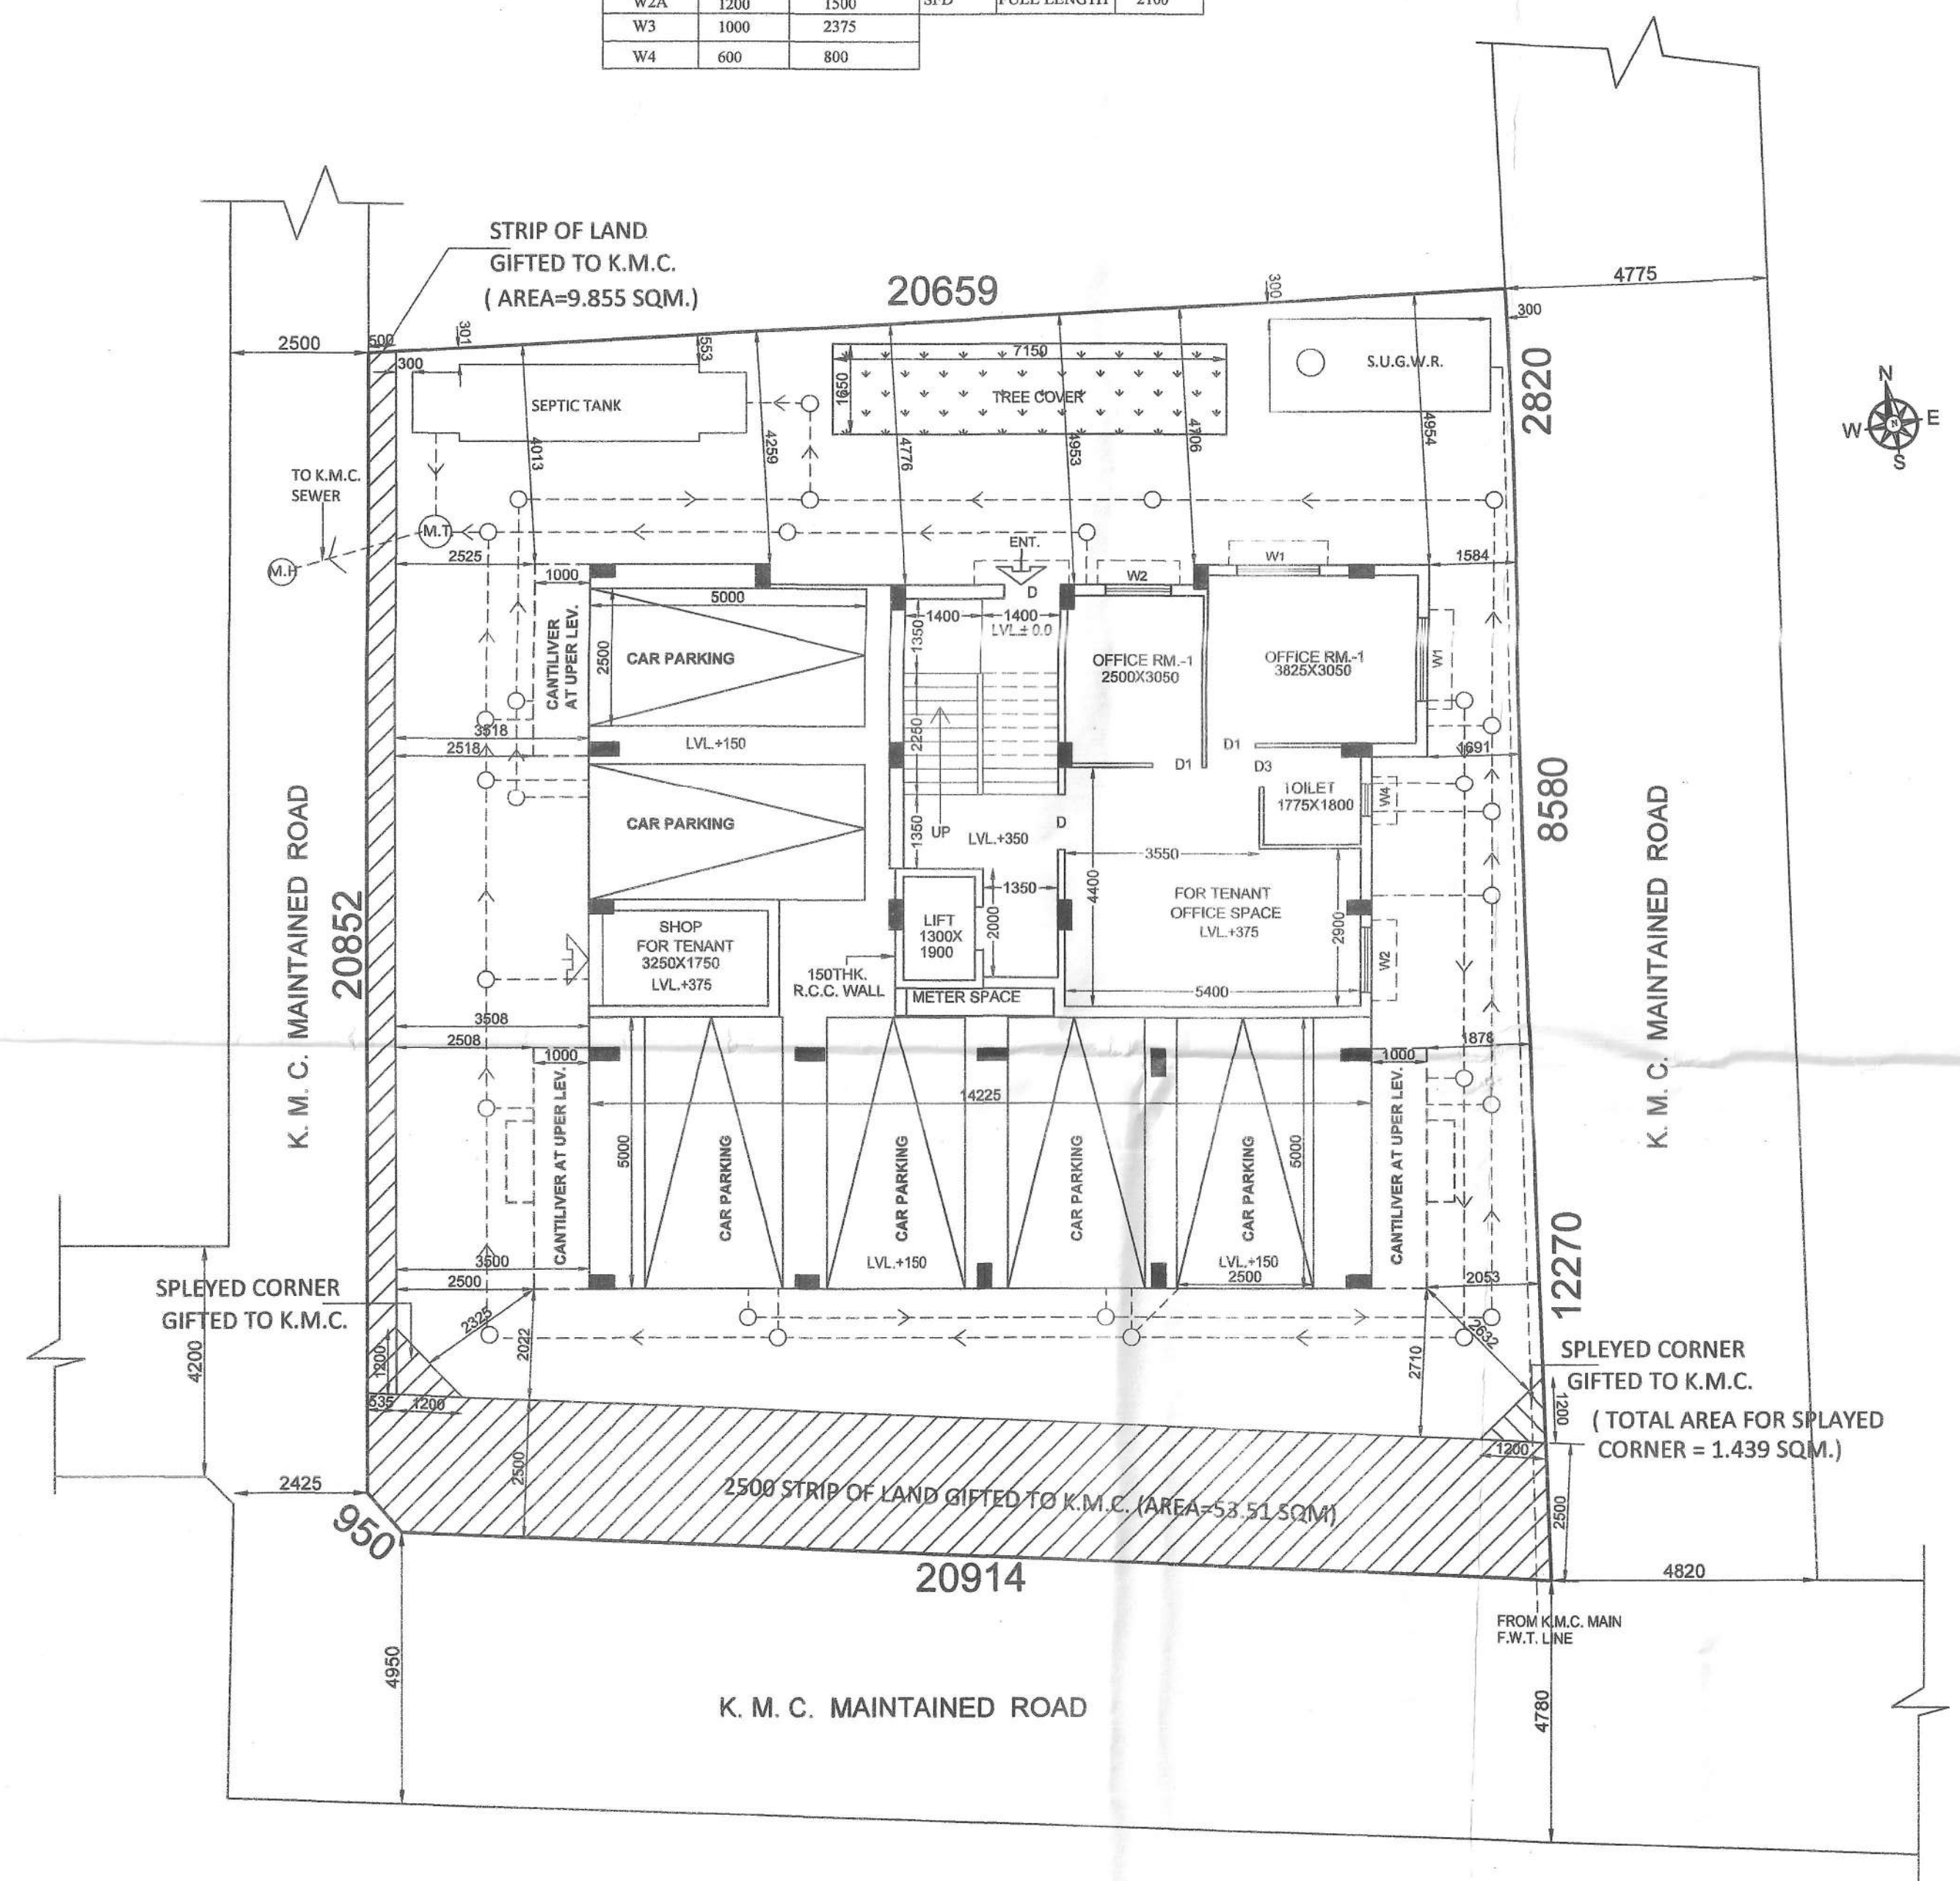 W2A 1200 1500 SFD FULL LENGTH 2100
W3 1000 2375
W4 600 800
STRIP OF LAND
GIFTED TO K.M.C.
( AREA=9.855 SQM.)
20659
300
4775
2500
500
301
553
300
300
7150
1650
TREE COVER
S.U.G.W.R.
SEPTIC TANK
2820
N
W
E
N
S
4013
4259
4776
4953
4706
4954
TO K.M.C.
SEWER
M.T.
M.H
ENT.
2525
1000
W2
W1
1584
D
5000
1400
1400
LVL.± 0.0
1350
CANTILIVER
AT UPPER LEV.
2500
CAR PARKING
OFFICE RM.-1
2500X3050
OFFICE RM.-1
3825X3050
W1
3518
2518
LVL.+150
2250
D1
D1
D3
1691
TOILET
1775X1800
W4
CAR PARKING
UP
1350
LVL.+350
D
3550
8580
K. M. C. MAINTAINED ROAD
20852
K. M. C. MAINTAINED ROAD
1350
4400
FOR TENANT
OFFICE SPACE
LVL.+375
2900
SHOP
FOR TENANT
3250X1750
LVL.+375
LIFT
1300X
1900
2000
W2
150THK.
R.C.C. WALL
METER SPACE
5400
3508
2508
1000
1000
1878
14225
CANTILIVER AT UPER LEV.
5000
CAR PARKING
CAR PARKING
CAR PARKING
CAR PARKING
5000
CANTILIVER AT UPER LEV.
LVL.+150
LVL.+150
2500
3500
2500
2053
12270
SPLEYED CORNER
GIFTED TO K.M.C.
4200
2325
2022
1200
2632
2710
SPLEYED CORNER
GIFTED TO K.M.C.
1200
( TOTAL AREA FOR SPLAYED
CORNER = 1.439 SQM.)
535
1200
1200
2425
2500
2500 STRIP OF LAND GIFTED TO K.M.C. (AREA=53.51 SQM)
2500
950
20914
4820
FROM K.M.C. MAIN
F.W.T. LINE
4950
K. M. C. MAINTAINED ROAD
4780